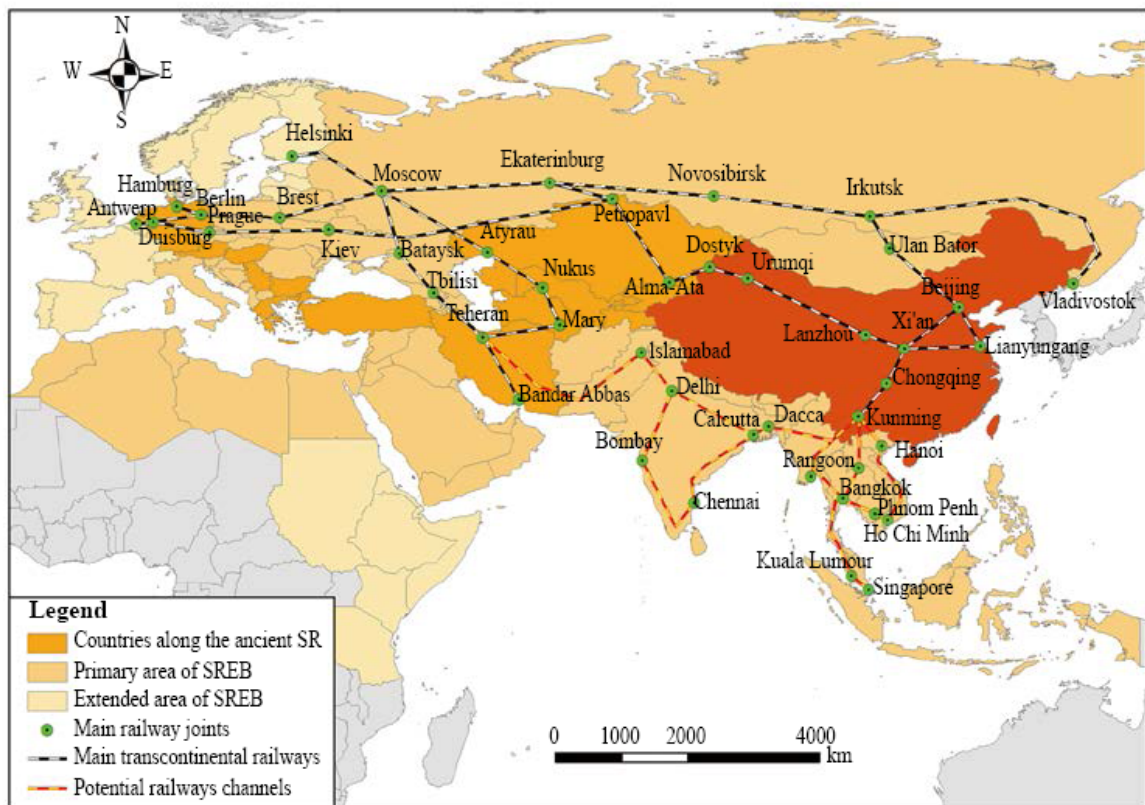 N
W E
S
Helsinki
Ekaterinburg
Moscow
Novosibirsk
Hamburg
Berlin
Irkutsk
Antwerp
Prague
Brest
Petropavl
Duisburg
Kiev
Bataysk
Atyrau
Dostyk
Ulan Bator
Urumqi
Tbilisi
Nukus
Alma-Ata
Beijing
Vladivostok
Teheran
Mary
Xi'an
Lanzhou
Lianyungang
Islamabad
Chongqing
Bandar Abbas
Delhi
Dacca
Kunming
Calcutta
Bombay
Hanoi
Rangoon
Chennai
Bangkok
Phnom Penh
Ho Chi Minh
Kuala Lumour
Singapore
Legend
Countries along the ancient SR
Primary area of SREB
Extended area of SREB
Main railway joints
Main transcontinental railways
Potential railways channels
0 1000 2000 4000
km